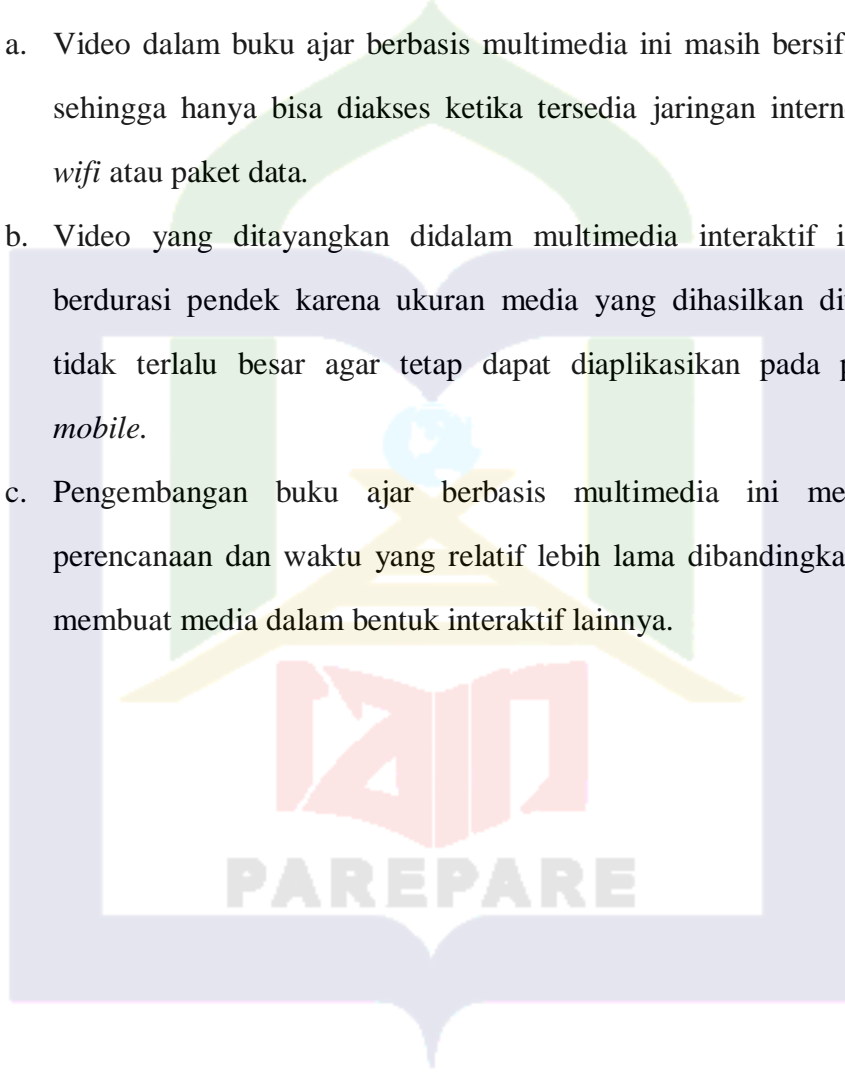 a. Video dalam buku ajar berbasis multimedia ini masih bersif
sehingga hanya bisa diakses ketika tersedia jaringan intern
wifi atau paket data.
b. Video yang ditayangkan didalam multimedia interaktif i
berdurasi pendek karena ukuran media yang dihasilkan di
tidak terlalu besar agar tetap dapat diaplikasikan pada p
mobile.
c. Pengembangan buku ajar berbasis multimedia ini me
perencanaan dan waktu yang relatif lebih lama dibandingka
membuat media dalam bentuk interaktif lainnya.
iain
PAREPARE